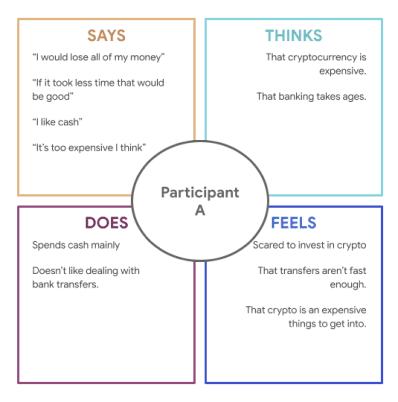 SAYS
“I would lose all of my money”
“If it took less time that would
be good”
“I like cash”
“It’s too expensive I think”
THINKS
That cryptocurrency is
expensive.
That banking takes ages.
Participant
A
DOES
Spends cash mainly
Doesn’t like dealing with
bank transfers.
FEELS
Scared to invest in crypto
That transfers aren’t fast
enough.
That crypto is an expensive
things to get into.